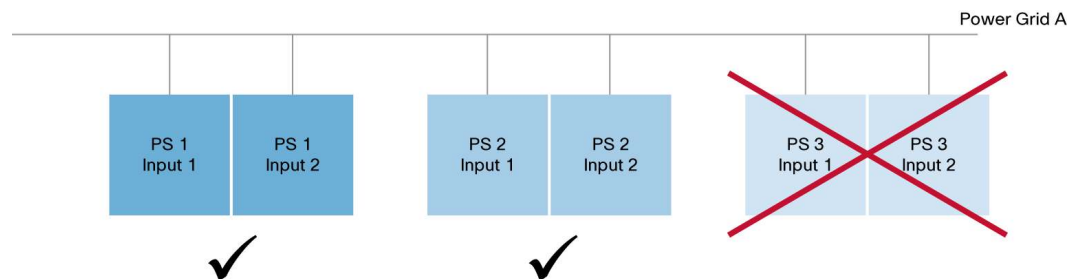 Power Grid A
PS 1
Input 1
PS 1
Input 2
PS 2
Input 1
PS 2
Input 2
PS 3
Input 1
PS 3
Input 2